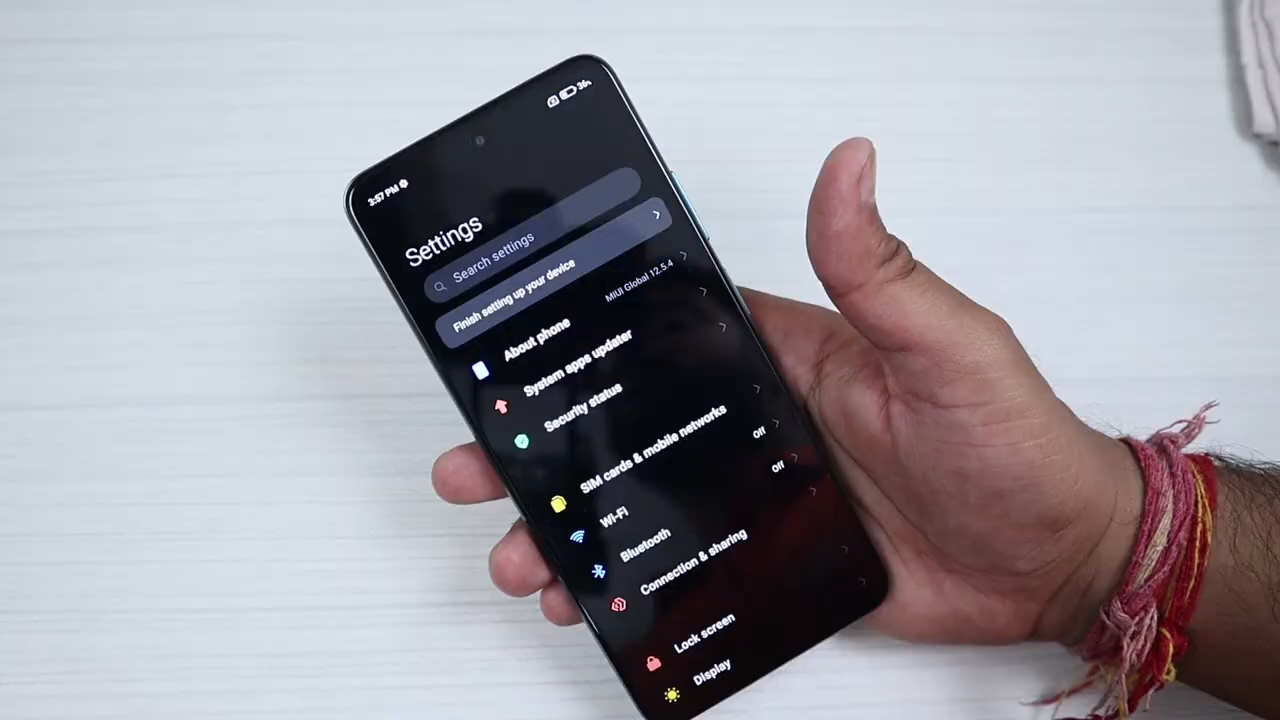 3:57 PM
36%
Settings
Search settings
Finish setting up your device
About phone MIUI Global 12.5.4
System apps updater
Security status
SIM cards & mobile networks
Wi-Fi Off
Bluetooth Off
Connection & sharing
Lock screen
Display